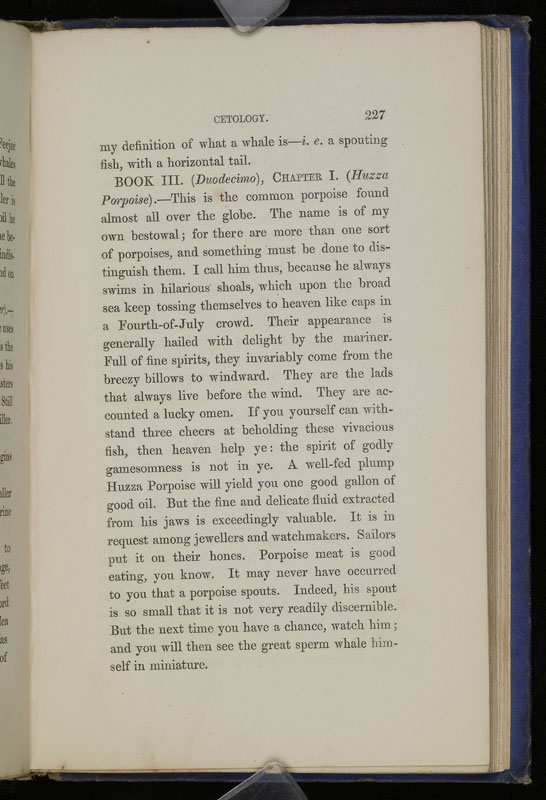 CETOLOGY. 227
my definition of what a whale is—i. e. a spouting
fish, with a horizontal tail.
BOOK III. (Duodecimo), CHAPTER I. (Huzza
Porpoise).—This is the common porpoise found
almost all over the globe. The name is of my
own bestowal; for there are more than one sort
of porpoises, and something must be done to dis-
tinguish them. I call him thus, because he always
swims in hilarious shoals, which upon the broad
sea keep tossing themselves to heaven like caps in
a Fourth-of-July crowd. Their appearance is
generally hailed with delight by the mariner.
Full of fine spirits, they invariably come from the
breezy billows to windward. They are the lads
that always live before the wind. They are ac-
counted a lucky omen. If you yourself can with-
stand three cheers at beholding these vivacious
fish, then heaven help ye: the spirit of godly
gamesomness is not in ye. A well-fed plump
Huzza Porpoise will yield you one good gallon of
good oil. But the fine and delicate fluid extracted
from his jaws is exceedingly valuable. It is in
request among jewellers and watchmakers. Sailors
put it on their hones. Porpoise meat is good
eating, you know. It may never have occurred
to you that a porpoise spouts. Indeed, his spout
is so small that it is not very readily discernible.
But the next time you have a chance, watch him;
and you will then see the great sperm whale him-
self in miniature.